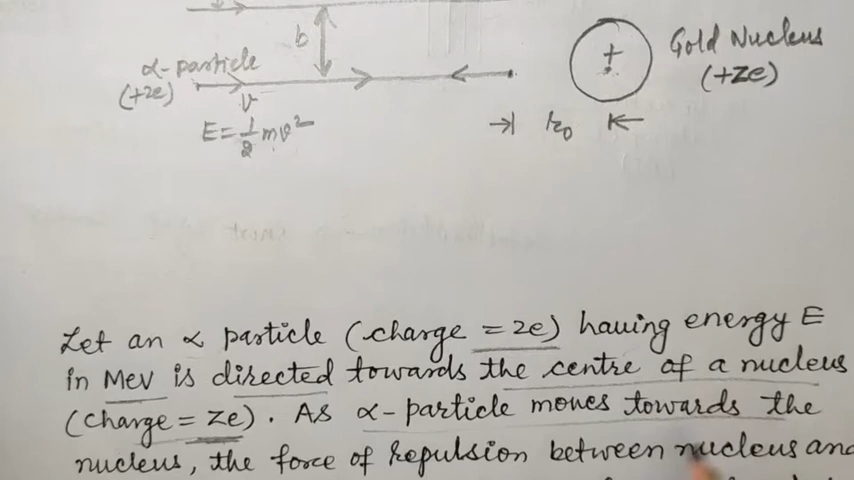 b
α-particle
(+2e)
v
E = 1/2 mv²
+
Gold Nucleus
(+Ze)
r₀
Let an α particle (charge = 2e) having energy E
in MeV is directed towards the centre of a nucleus
(charge = Ze). As α-particle moves towards the
nucleus, the force of repulsion between nucleus and